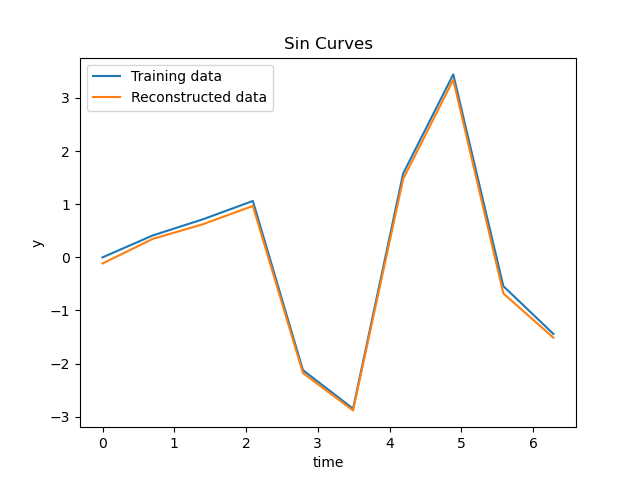 Sin Curves
Training data
Reconstructed data
y
3
2
1
0
−1
−2
−3
0 1 2 3 4 5 6
time